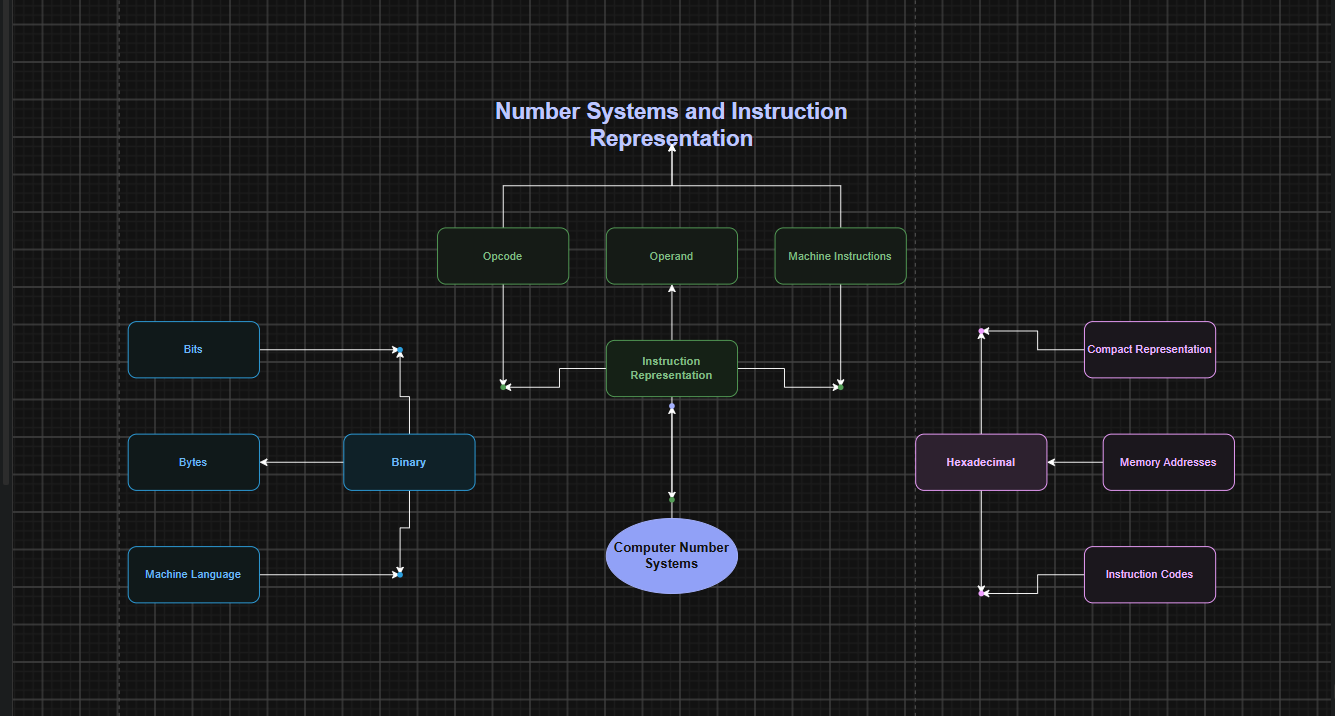 Number Systems and Instruction
Representation
Opcode
Operand
Machine Instructions
Bits
Instruction
Representation
Compact Representation
Bytes
Binary
Hexadecimal
Memory Addresses
Computer Number
Systems
Machine Language
Instruction Codes